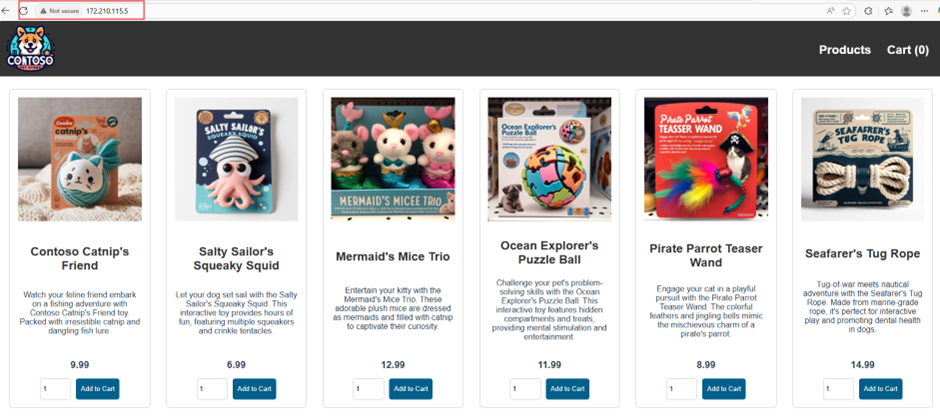 Not secure
172.210.115.5
CONTOSO
Products
Cart (0)
catnip's
SALTY SAILOR'S
SQUEAKY SQUID
MERMAID'S MICEE TRIO
Ocean Explorer's
Puzzle Ball
Pirate Parrot
TEASSER WAND
SEAFARER'S
TUG ROPE
Contoso Catnip's
Friend
Watch your feline friend embark
on a fishing adventure with
Contoso Catnip's Friend toy.
Packed with irresistible catnip and
dangling fish lure.
9.99
1
Add to Cart
Salty Sailor's
Squeaky Squid
Let your dog set sail with the Salty
Sailor's Squeaky Squid. This
interactive toy provides hours of
fun, featuring multiple squeakers
and crinkle tentacles.
6.99
1
Add to Cart
Mermaid's Mice Trio
Entertain your kitty with the
Mermaid's Mice Trio. These
adorable plush mice are dressed
as mermaids and filled with catnip
to captivate their curiosity.
12.99
1
Add to Cart
Ocean Explorer's
Puzzle Ball
Challenge your pet's problem-
solving skills with the Ocean
Explorer's Puzzle Ball. This
interactive toy features hidden
compartments and treats,
providing mental stimulation and
entertainment.
11.99
1
Add to Cart
Pirate Parrot Teaser
Wand
Engage your cat in a playful
pursuit with the Pirate Parrot
Teaser Wand. The colorful
feathers and jingling bells mimic
the mischievous charm of a
pirate's parrot.
8.99
1
Add to Cart
Seafarer's Tug Rope
Tug-of-war meets nautical
adventure with the Seafarer's Tug
Rope. Made from marine-grade
rope, it's perfect for interactive
play and promoting dental health
in dogs.
14.99
1
Add to Cart